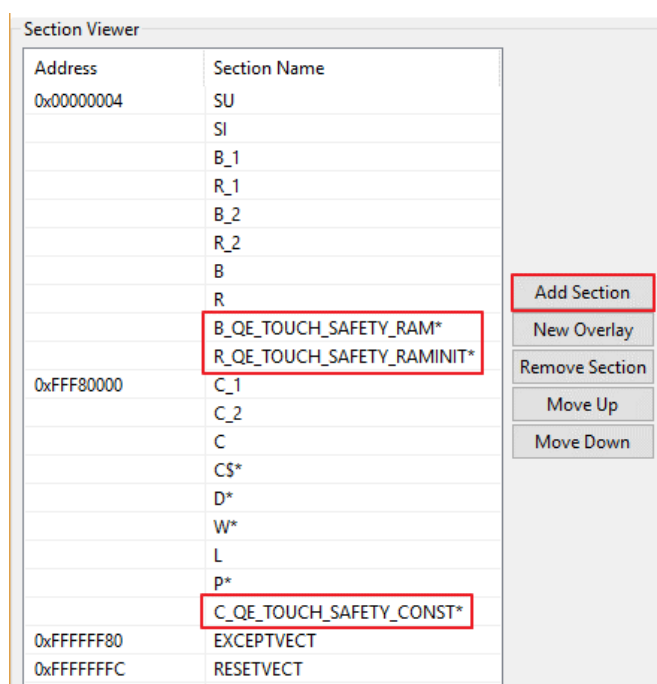 Section Viewer
Address Section Name
0x00000004 SU
SI
B_1
R_1
B_2
R_2
B
R
B_QE_TOUCH_SAFETY_RAM*
R_QE_TOUCH_SAFETY_RAMINIT*
0xFFF80000 C_1
C_2
C
C$*
D*
W*
L
P*
C_QE_TOUCH_SAFETY_CONST*
0xFFFFFF80 EXCEPTVECT
0xFFFFFFFC RESETVECT
Add Section
New Overlay
Remove Section
Move Up
Move Down